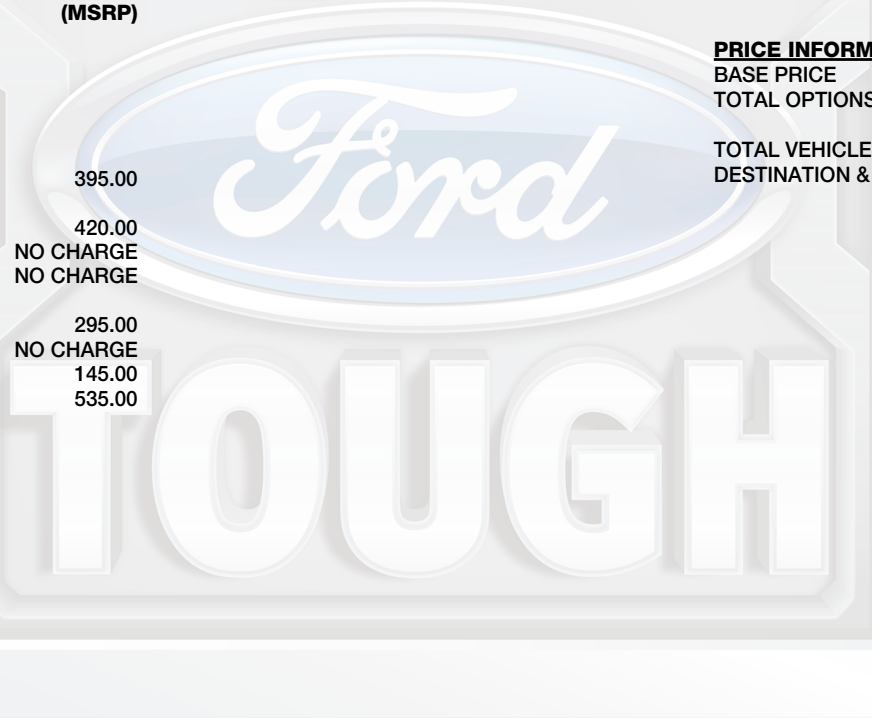 (MSRP)
395.00
420.00
NO CHARGE
NO CHARGE
295.00
NO CHARGE
145.00
535.00
PRICE INFORM
BASE PRICE
TOTAL OPTIONS
TOTAL VEHICLE
DESTINATION &
Ford
TOUGH